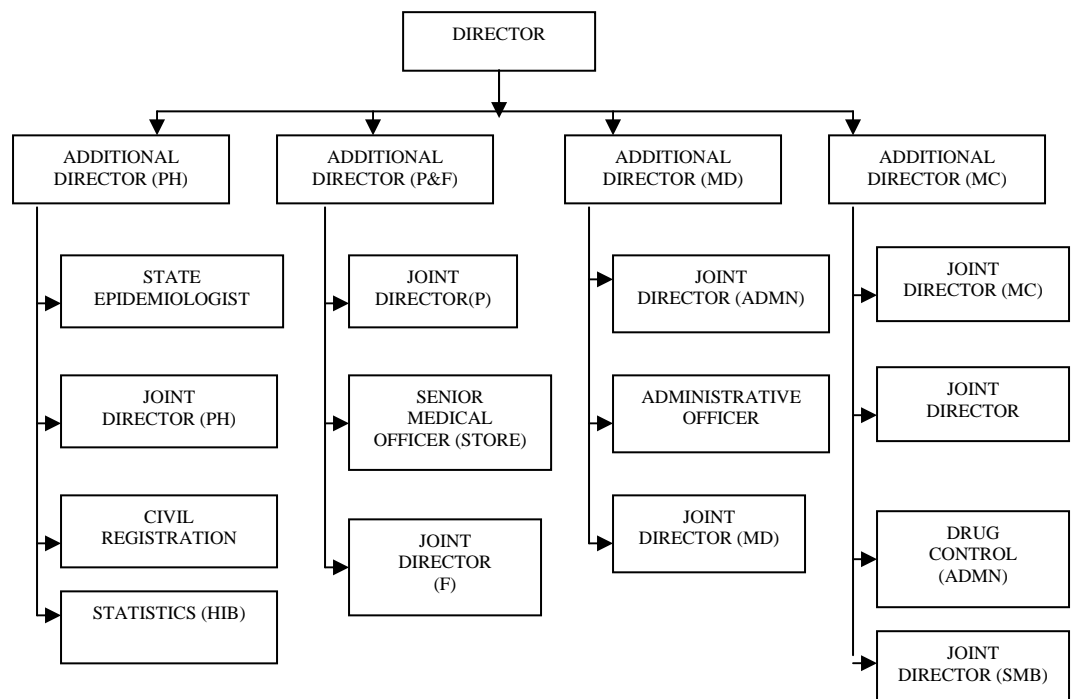 DIRECTOR
ADDITIONAL
DIRECTOR (PH)
ADDITIONAL
DIRECTOR (P&F)
ADDITIONAL
DIRECTOR (MD)
ADDITIONAL
DIRECTOR (MC)
STATE
EPIDEMIOLOGIST
JOINT
DIRECTOR (PH)
CIVIL
REGISTRATION
STATISTICS (HIB)
JOINT
DIRECTOR(P)
SENIOR
MEDICAL
OFFICER (STORE)
JOINT
DIRECTOR
(F)
JOINT
DIRECTOR (ADMN)
ADMINISTRATIVE
OFFICER
JOINT
DIRECTOR (MD)
JOINT
DIRECTOR (MC)
JOINT
DIRECTOR
DRUG
CONTROL
(ADMN)
JOINT
DIRECTOR (SMB)